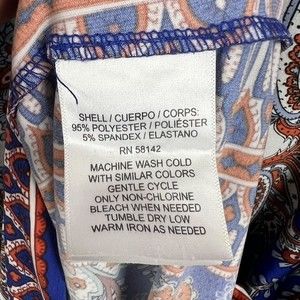 SHELL / CUERPO / CORPS:
95% POLYESTER / POLIÉSTER
5% SPANDEX / ELASTANO
RN 58142
MACHINE WASH COLD
WITH SIMILAR COLORS
GENTLE CYCLE
ONLY NON-CHLORINE
BLEACH WHEN NEEDED
TUMBLE DRY LOW
WARM IRON AS NEEDED